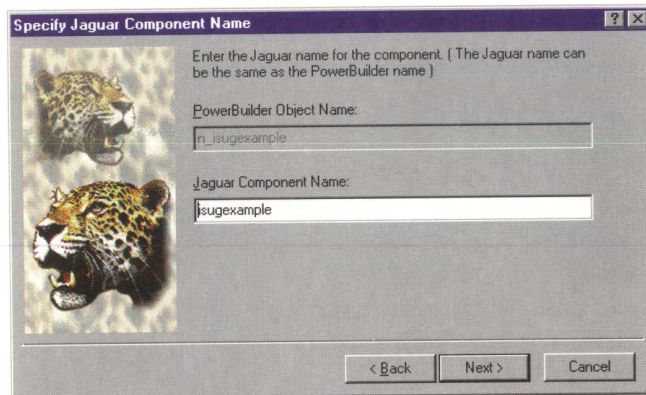 Specify Jaguar Component Name
Enter the Jaguar name for the component. ( The Jaguar name can
be the same as the PowerBuilder name )
PowerBuilder Object Name:
n_isugexample
Jaguar Component Name:
isugexample
< Back
Next >
Cancel